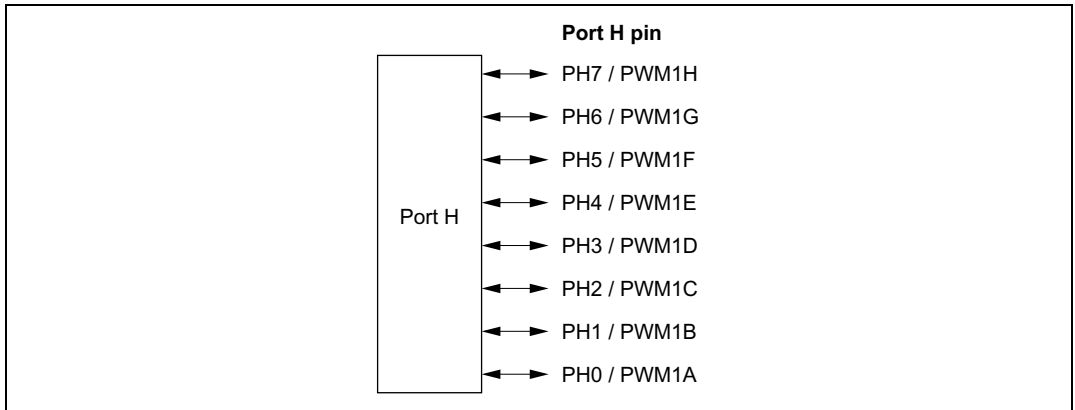 Port H pin
PH7 / PWM1H
PH6 / PWM1G
PH5 / PWM1F
PH4 / PWM1E
Port H
PH3 / PWM1D
PH2 / PWM1C
PH1 / PWM1B
PH0 / PWM1A